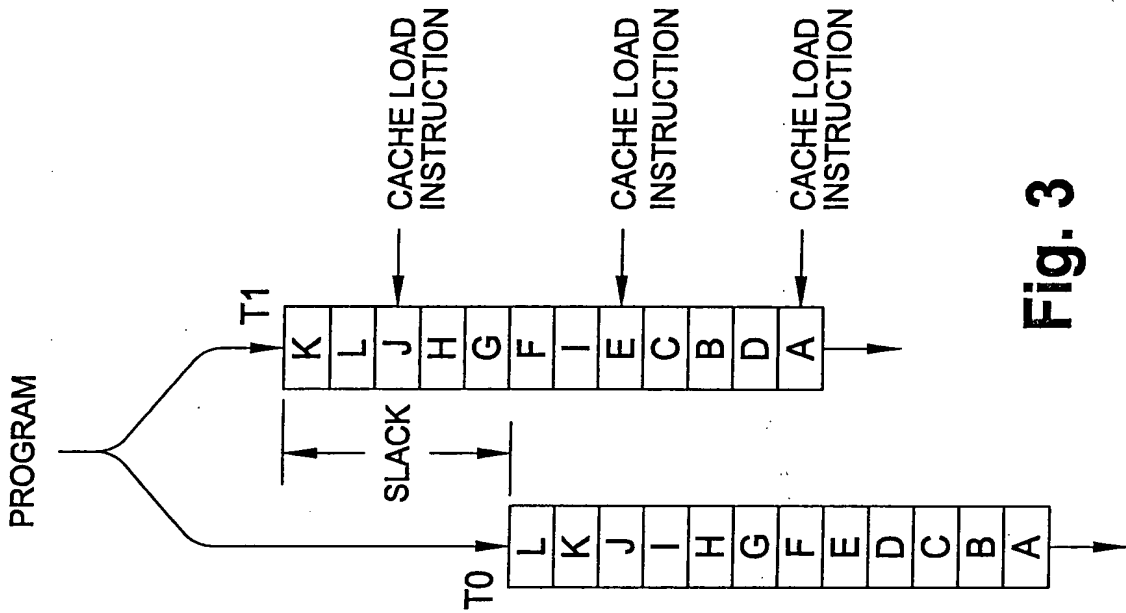 PROGRAM
T0
T1
SLACK
L
K
J
I
H
G
F
E
D
C
B
A
K
L
J
H
G
F
I
E
C
B
D
A
CACHE LOAD
INSTRUCTION
CACHE LOAD
INSTRUCTION
CACHE LOAD
INSTRUCTION
Fig. 3